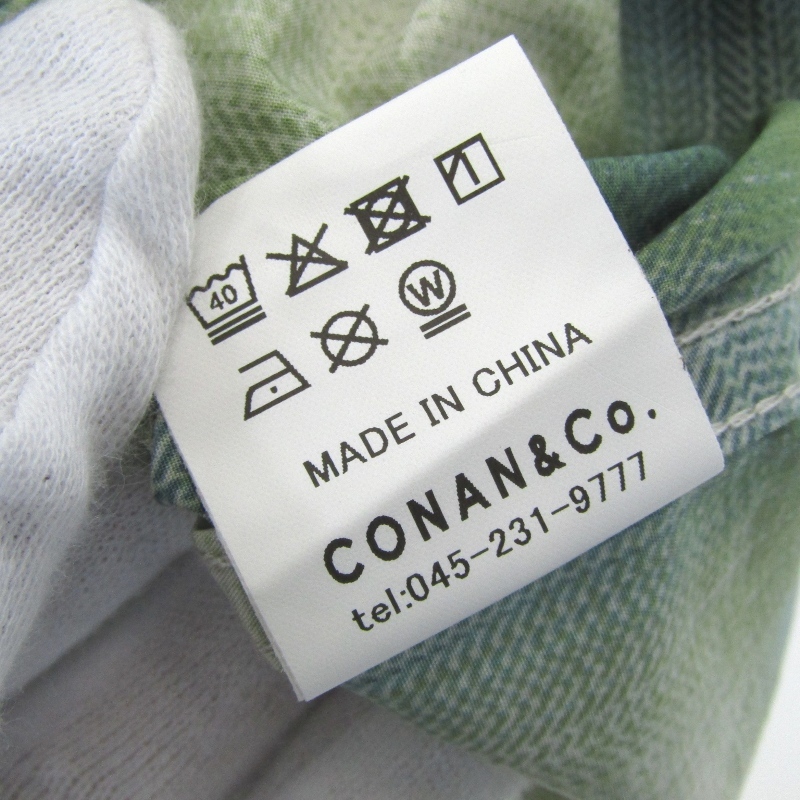 40
W
MADE IN CHINA
CONAN&Co.
tel:045-231-9777